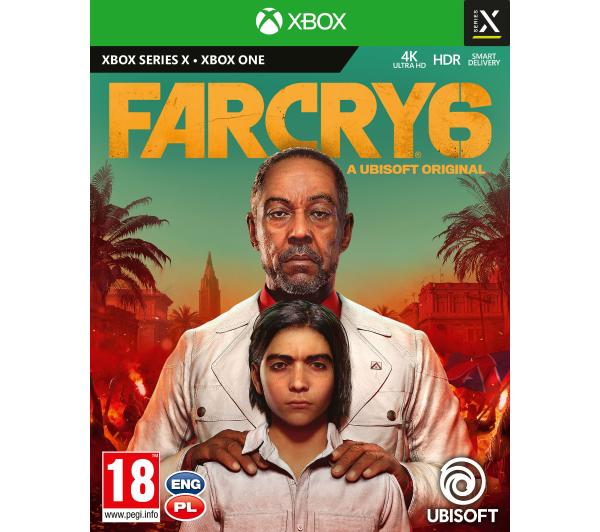 XBOX
SERIES X
XBOX SERIES X • XBOX ONE
4K
ULTRA HD
HDR
SMART
DELIVERY
FARCRY6
A UBISOFT ORIGINAL
18
www.pegi.info
ENG
PL
UBISOFT